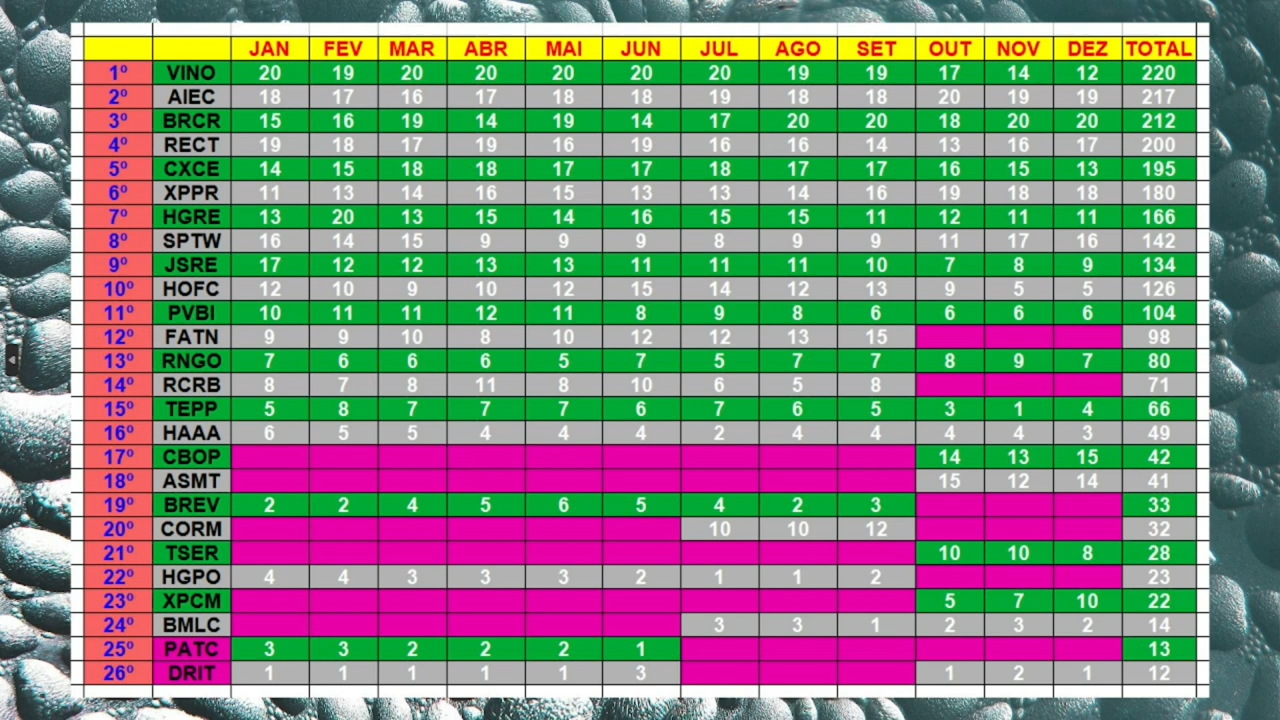 JAN FEV MAR ABR MAI JUN JUL AGO SET OUT NOV DEZ TOTAL
1º VINO 20 19 20 20 20 20 20 19 19 17 14 12 220
2º AIEC 18 17 16 17 18 18 19 18 18 20 19 19 217
3º BRCR 15 16 19 14 19 14 17 20 20 18 20 20 212
4º RECT 19 18 17 19 16 19 16 16 14 13 16 17 200
5º CXCE 14 15 18 18 17 17 18 17 17 16 15 13 195
6º XPPR 11 13 14 16 15 13 13 14 16 19 18 18 180
7º HGRE 13 20 13 15 14 16 15 15 11 12 11 11 166
8º SPTW 16 14 15 9 9 9 8 9 9 11 17 16 142
9º JSRE 17 12 12 13 13 11 11 11 10 7 8 9 134
10º HOFC 12 10 9 10 12 15 14 12 13 9 5 5 126
11º PVBI 10 11 11 12 11 8 9 8 6 6 6 6 104
12º FATN 9 9 10 8 10 12 12 13 15 98
13º RNGO 7 6 6 6 5 7 5 7 7 8 9 7 80
14º RCRB 8 7 8 11 8 10 6 5 8 71
15º TEPP 5 8 7 7 7 6 7 6 5 3 1 4 66
16º HAAA 6 5 5 4 4 4 2 4 4 4 4 3 49
17º CBOP 14 13 15 42
18º ASMT 15 12 14 41
19º BREV 2 2 4 5 6 5 4 2 3 33
20º CORM 10 10 12 32
21º TSER 10 10 8 28
22º HGPO 4 4 3 3 3 2 1 1 2 23
23º XPCM 5 7 10 22
24º BMLC 3 3 1 2 3 2 14
25º PATC 3 3 2 2 2 1 13
26º DRIT 1 1 1 1 1 3 1 2 1 12